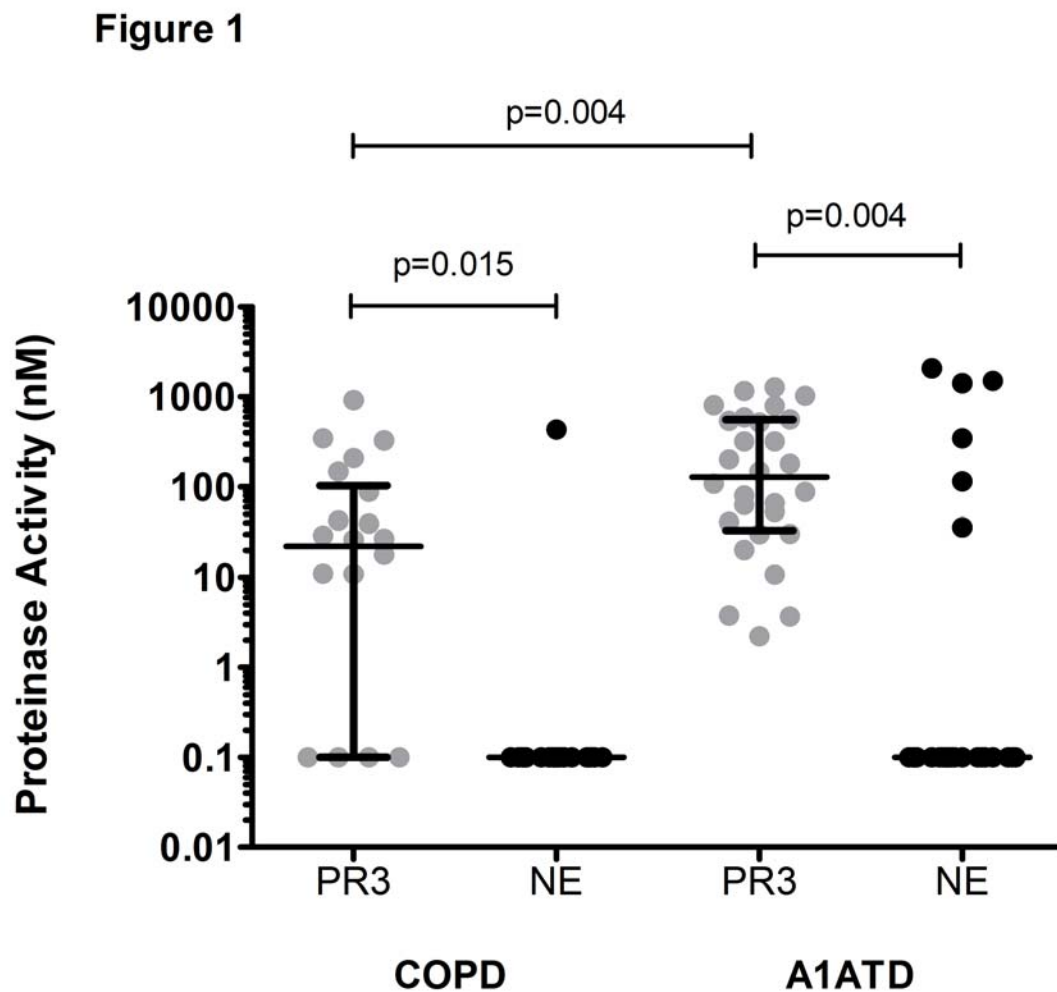 Figure 1
p=0.004
p=0.004
p=0.015
Proteinase Activity (nM)
10000
1000
100
10
1
0.1
0.01
PR3 NE PR3 NE
COPD A1ATD